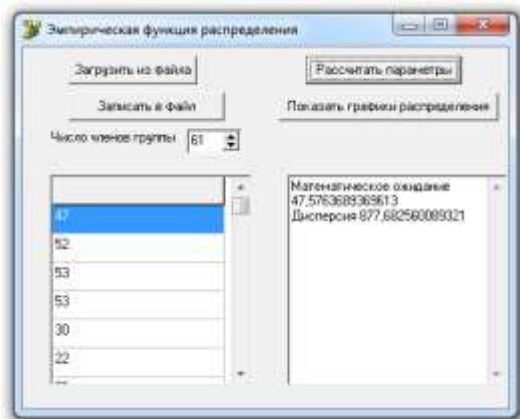 Эмпирическая функция распределения
Загрузить из файла
Рассчитать параметры
Записать в файл
Показать графики распределения
Число членов группы 61
47
52
53
53
30
22
Математическое ожидание
47,5763689369613
Дисперсия 877,682560089321